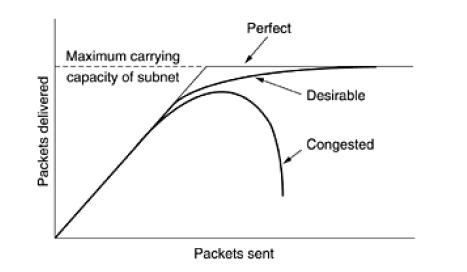 Perfect
Maximum carrying
capacity of subnet
Desirable
Congested
Packets delivered
Packets sent